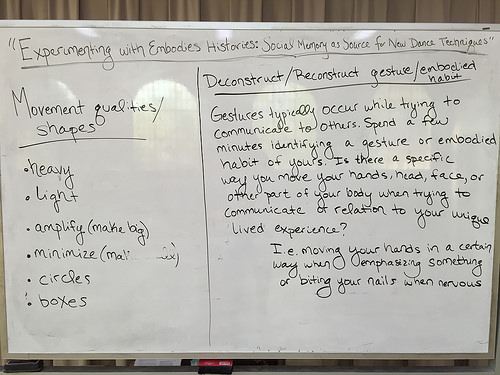 "Experimenting with Embodies Histories: Social Memory as Source for New Dance Techniques"
Movement qualities/
shapes
• heavy
• light
• amplify (make big)
• minimize (ma
• circles
• boxes
Deconstruct/Reconstruct gesture/embodied
habit
Gestures typically occur while trying to
communicate to others. Spend a few
minutes identifying a gesture or embodied
habit of yours. Is there a specific
way you move your hands, head, face, or
other part of your body when trying to
communicate or relation to your unique
lived experience?
I.e. moving your hands in a certain
way when emphasizing something
or biting your nails when nervous